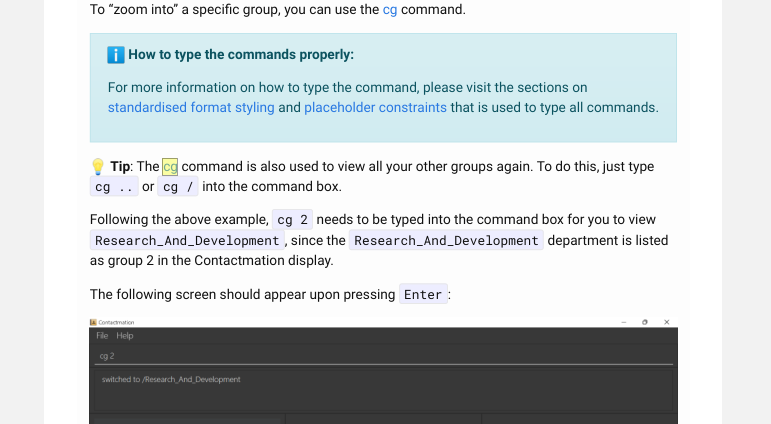 To “zoom into” a specific group, you can use the cg command.
How to type the commands properly:
For more information on how to type the command, please visit the sections on
standardised format styling and placeholder constraints that is used to type all commands.
Tip: The cg command is also used to view all your other groups again. To do this, just type
cg .. or cg / into the command box.
Following the above example, cg 2 needs to be typed into the command box for you to view
Research_And_Development, since the Research_And_Development department is listed
as group 2 in the Contactmation display.
The following screen should appear upon pressing Enter:
Contactmation
File Help
cg 2
switched to /Research_And_Development